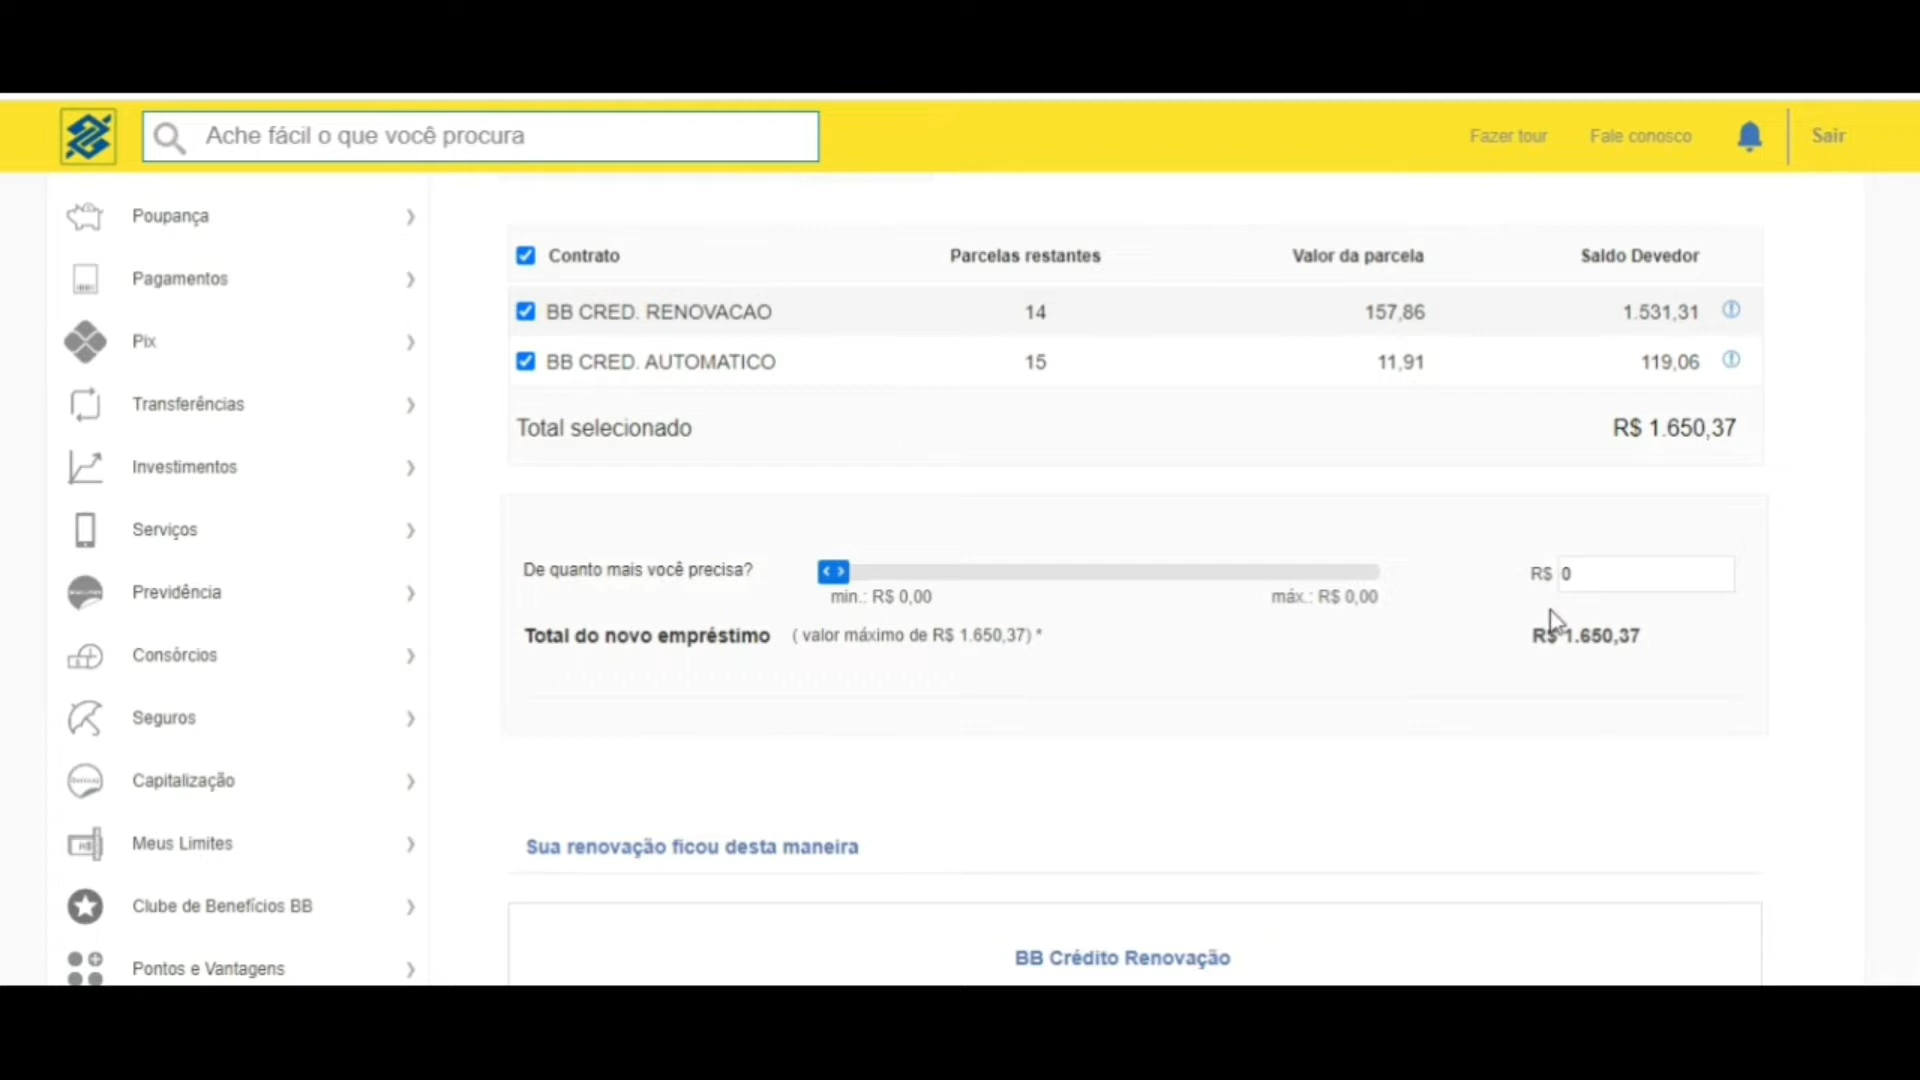 Ache fácil o que você procura
Fazer tour
Fale conosco
Sair
Poupança
Pagamentos
Pix
Transferências
Investimentos
Serviços
Previdência
Consórcios
Seguros
Capitalização
Meus Limites
Clube de Benefícios BB
Pontos e Vantagens
Contrato Parcelas restantes Valor da parcela Saldo Devedor
BB CRED. RENOVACAO 14 157,86 1.531,31
BB CRED. AUTOMATICO 15 11,91 119,06
Total selecionado R$ 1.650,37
De quanto mais você precisa? R$ 0
min.: R$ 0,00 máx.: R$ 0,00
Total do novo empréstimo ( valor máximo de R$ 1.650,37) * R$ 1.650,37
Sua renovação ficou desta maneira
BB Crédito Renovação